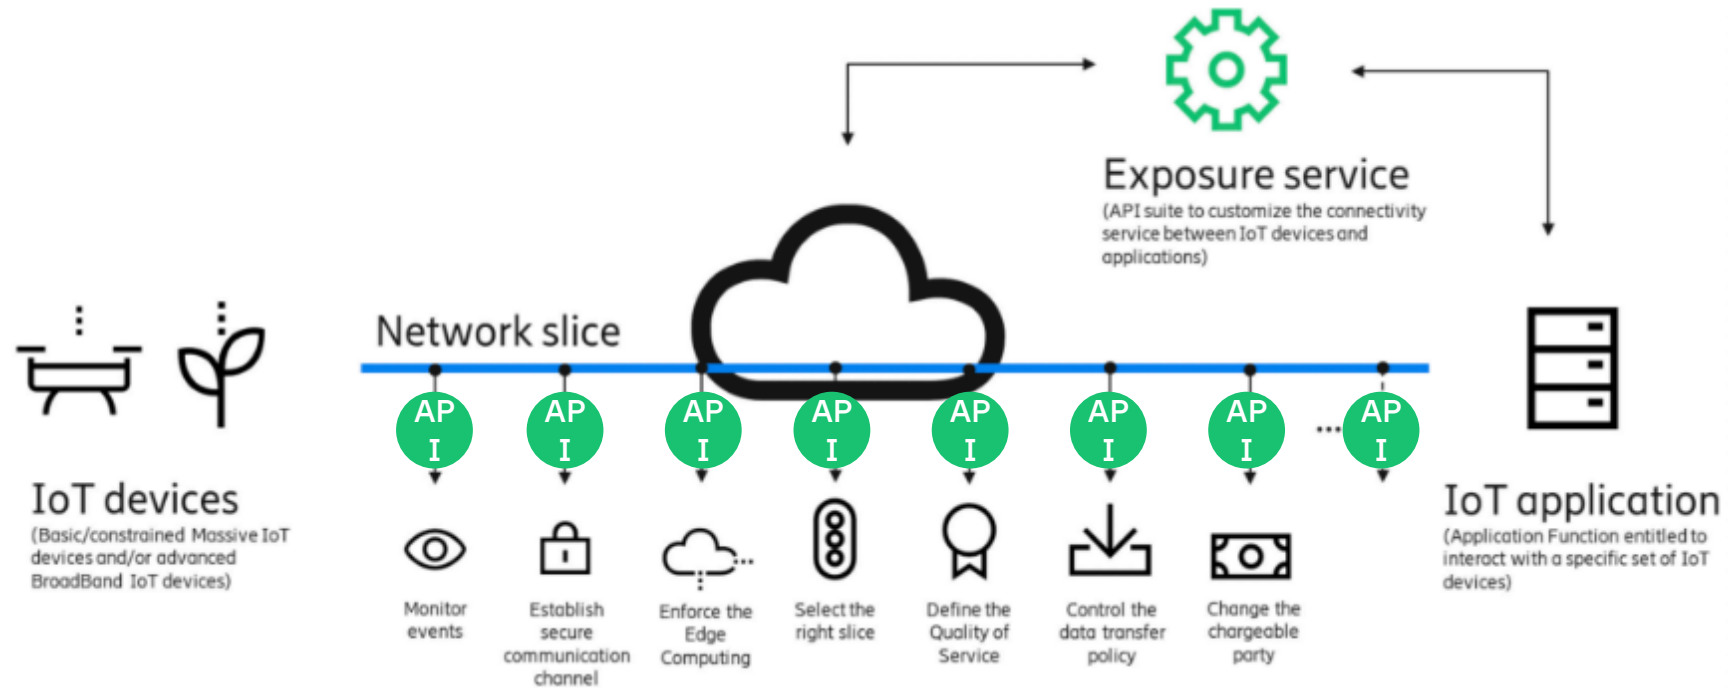 Exposure service
(API suite to customize the connectivity
service between IoT devices and
applications)
Network slice
AP
I
AP
I
AP
I
AP
I
AP
I
AP
I
AP
I
...
AP
I
IoT devices
(Basic/constrained Massive IoT
devices and/or advanced
BroadBand IoT devices)
IoT application
(Application Function entitled to
interact with a specific set of IoT
devices)
Monitor
events
Establish
secure
communication
channel
Enforce the
Edge
Computing
Select the
right slice
Define the
Quality of
Service
Control the
data transfer
policy
Change the
chargeable
party